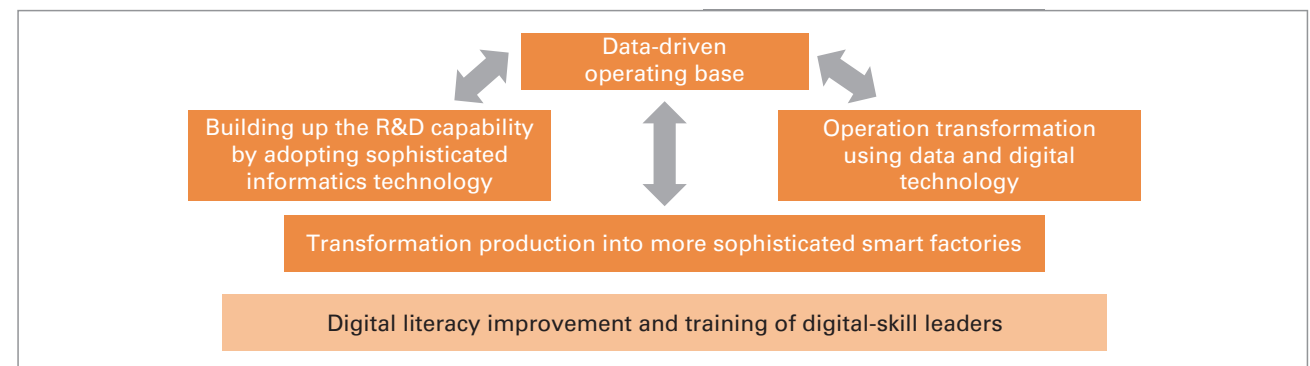 Data-driven
operating base
Building up the R&D capability
by adopting sophisticated
informatics technology
Operation transformation
using data and digital
technology
Transformation production into more sophisticated smart factories
Digital literacy improvement and training of digital-skill leaders